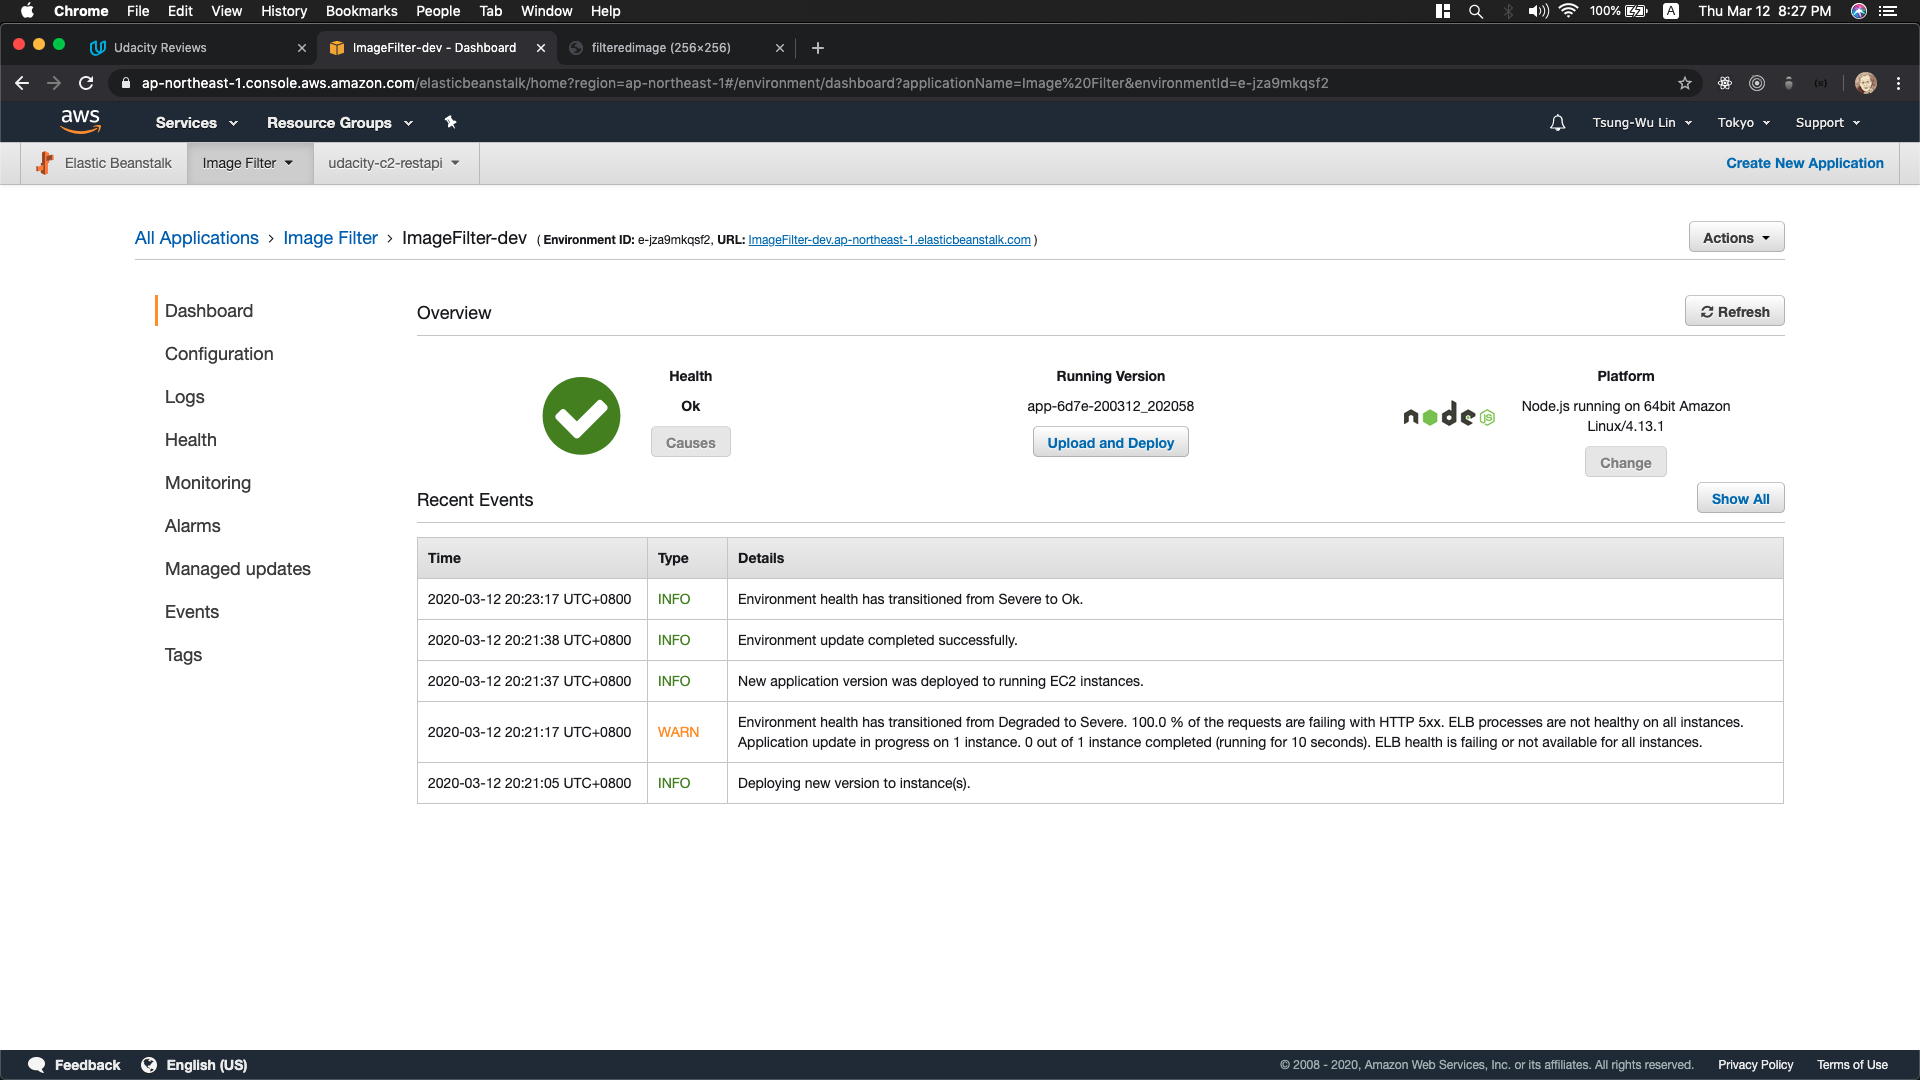 Chrome File Edit View History Bookmarks People Tab Window Help 100% A Thu Mar 12 8:27 PM
Udacity Reviews ImageFilter-dev - Dashboard filteredimage (256×256)
ap-northeast-1.console.aws.amazon.com/elasticbeanstalk/home?region=ap-northeast-1#/environment/dashboard?applicationName=Image%20Filter&environmentId=e-jza9mkqsf2
aws Services Resource Groups Tsung-Wu Lin Tokyo Support
Elastic Beanstalk Image Filter udacity-c2-restapi Create New Application
All Applications › Image Filter › ImageFilter-dev ( Environment ID: e-jza9mkqsf2, URL: ImageFilter-dev.ap-northeast-1.elasticbeanstalk.com ) Actions
Dashboard
Configuration
Logs
Health
Monitoring
Alarms
Managed updates
Events
Tags
Overview Refresh
Health
Ok
Causes
Running Version
app-6d7e-200312_202058
Upload and Deploy
node JS
Platform
Node.js running on 64bit Amazon
Linux/4.13.1
Change
Recent Events Show All
Time Type Details
2020-03-12 20:23:17 UTC+0800 INFO Environment health has transitioned from Severe to Ok.
2020-03-12 20:21:38 UTC+0800 INFO Environment update completed successfully.
2020-03-12 20:21:37 UTC+0800 INFO New application version was deployed to running EC2 instances.
2020-03-12 20:21:17 UTC+0800 WARN Environment health has transitioned from Degraded to Severe. 100.0 % of the requests are failing with HTTP 5xx. ELB processes are not healthy on all instances.
Application update in progress on 1 instance. 0 out of 1 instance completed (running for 10 seconds). ELB health is failing or not available for all instances.
2020-03-12 20:21:05 UTC+0800 INFO Deploying new version to instance(s).
Feedback English (US) © 2008 - 2020, Amazon Web Services, Inc. or its affiliates. All rights reserved. Privacy Policy Terms of Use